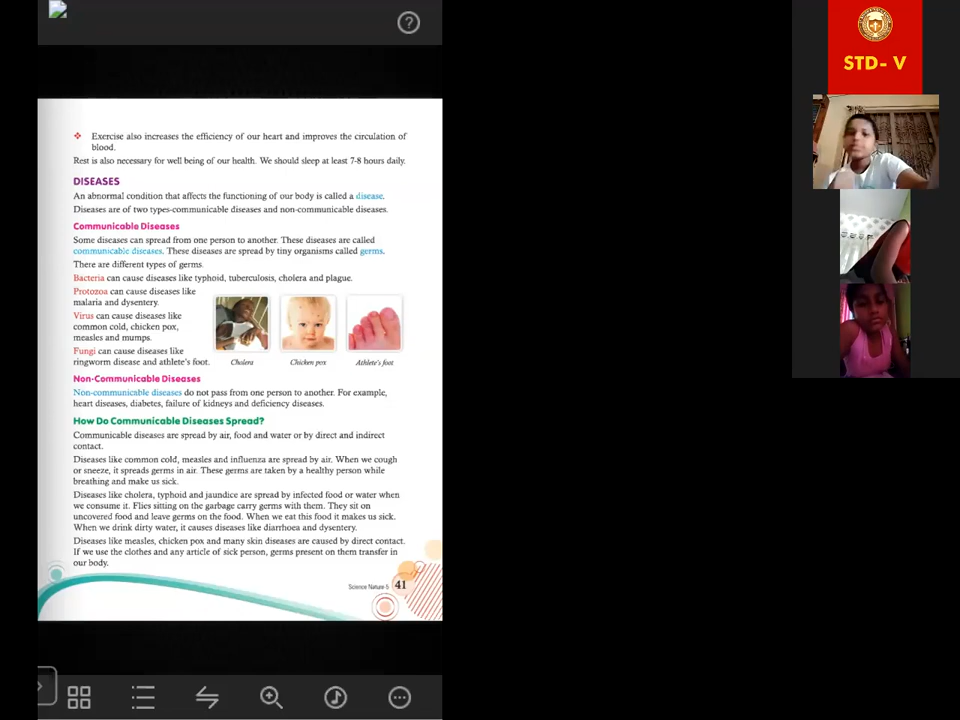 STD- V
❖ Exercise also increases the efficiency of our heart and improves the circulation of
blood.
Rest is also necessary for well being of our health. We should sleep at least 7-8 hours daily.
DISEASES
An abnormal condition that affects the functioning of our body is called a disease.
Diseases are of two types-communicable diseases and non-communicable diseases.
Communicable Diseases
Some diseases can spread from one person to another. These diseases are called
communicable diseases. These diseases are spread by tiny organisms called germs.
There are different types of germs.
Bacteria can cause diseases like typhoid, tuberculosis, cholera and plague.
Protozoa can cause diseases like
malaria and dysentery.
Virus can cause diseases like
common cold, chicken pox,
measles and mumps.
Fungi can cause diseases like
ringworm disease and athlete's foot.
Cholera
Chicken pox
Athlete's foot
Non-Communicable Diseases
Non-communicable diseases do not pass from one person to another. For example,
heart diseases, diabetes, failure of kidneys and deficiency diseases.
How Do Communicable Diseases Spread?
Communicable diseases are spread by air, food and water or by direct and indirect
contact.
Diseases like common cold, measles and influenza are spread by air. When we cough
or sneeze, it spreads germs in air. These germs are taken by a healthy person while
breathing and make us sick.
Diseases like cholera, typhoid and jaundice are spread by infected food or water when
we consume it. Flies sitting on the garbage carry germs with them. They sit on
uncovered food and leave germs on the food. When we eat this food it makes us sick.
When we drink dirty water, it causes diseases like diarrhoea and dysentery.
Diseases like measles, chicken pox and many skin diseases are caused by direct contact.
If we use the clothes and any article of sick person, germs present on them transfer in
our body.
Science Nature-5 41